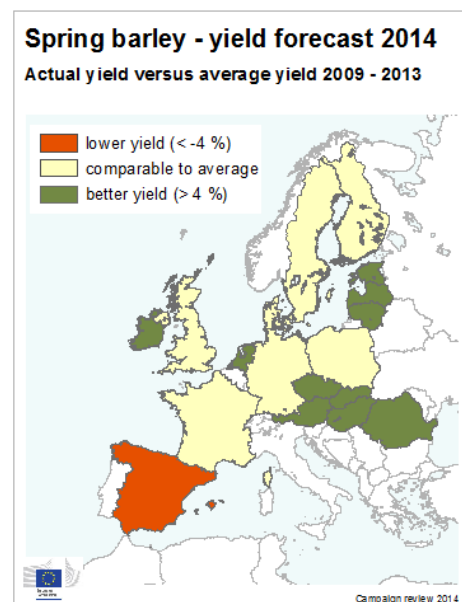 Spring barley - yield forecast 2014
Actual yield versus average yield 2009 - 2013
lower yield (< -4 %)
comparable to average
better yield (> 4 %)
Campaign review 2014